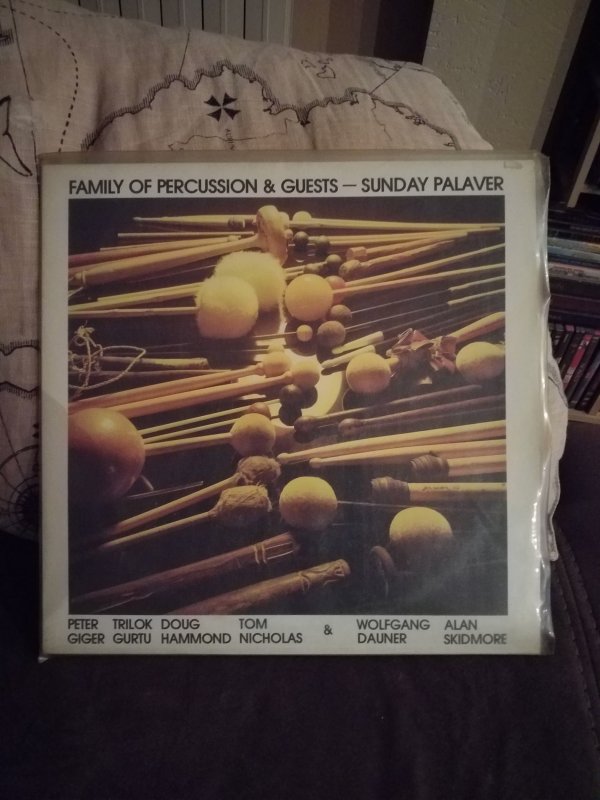 FAMILY OF PERCUSSION & GUESTS — SUNDAY PALAVER
PETER TRILOK DOUG TOM & WOLFGANG ALAN
GIGER GURTU HAMMOND NICHOLAS DAUNER SKIDMORE